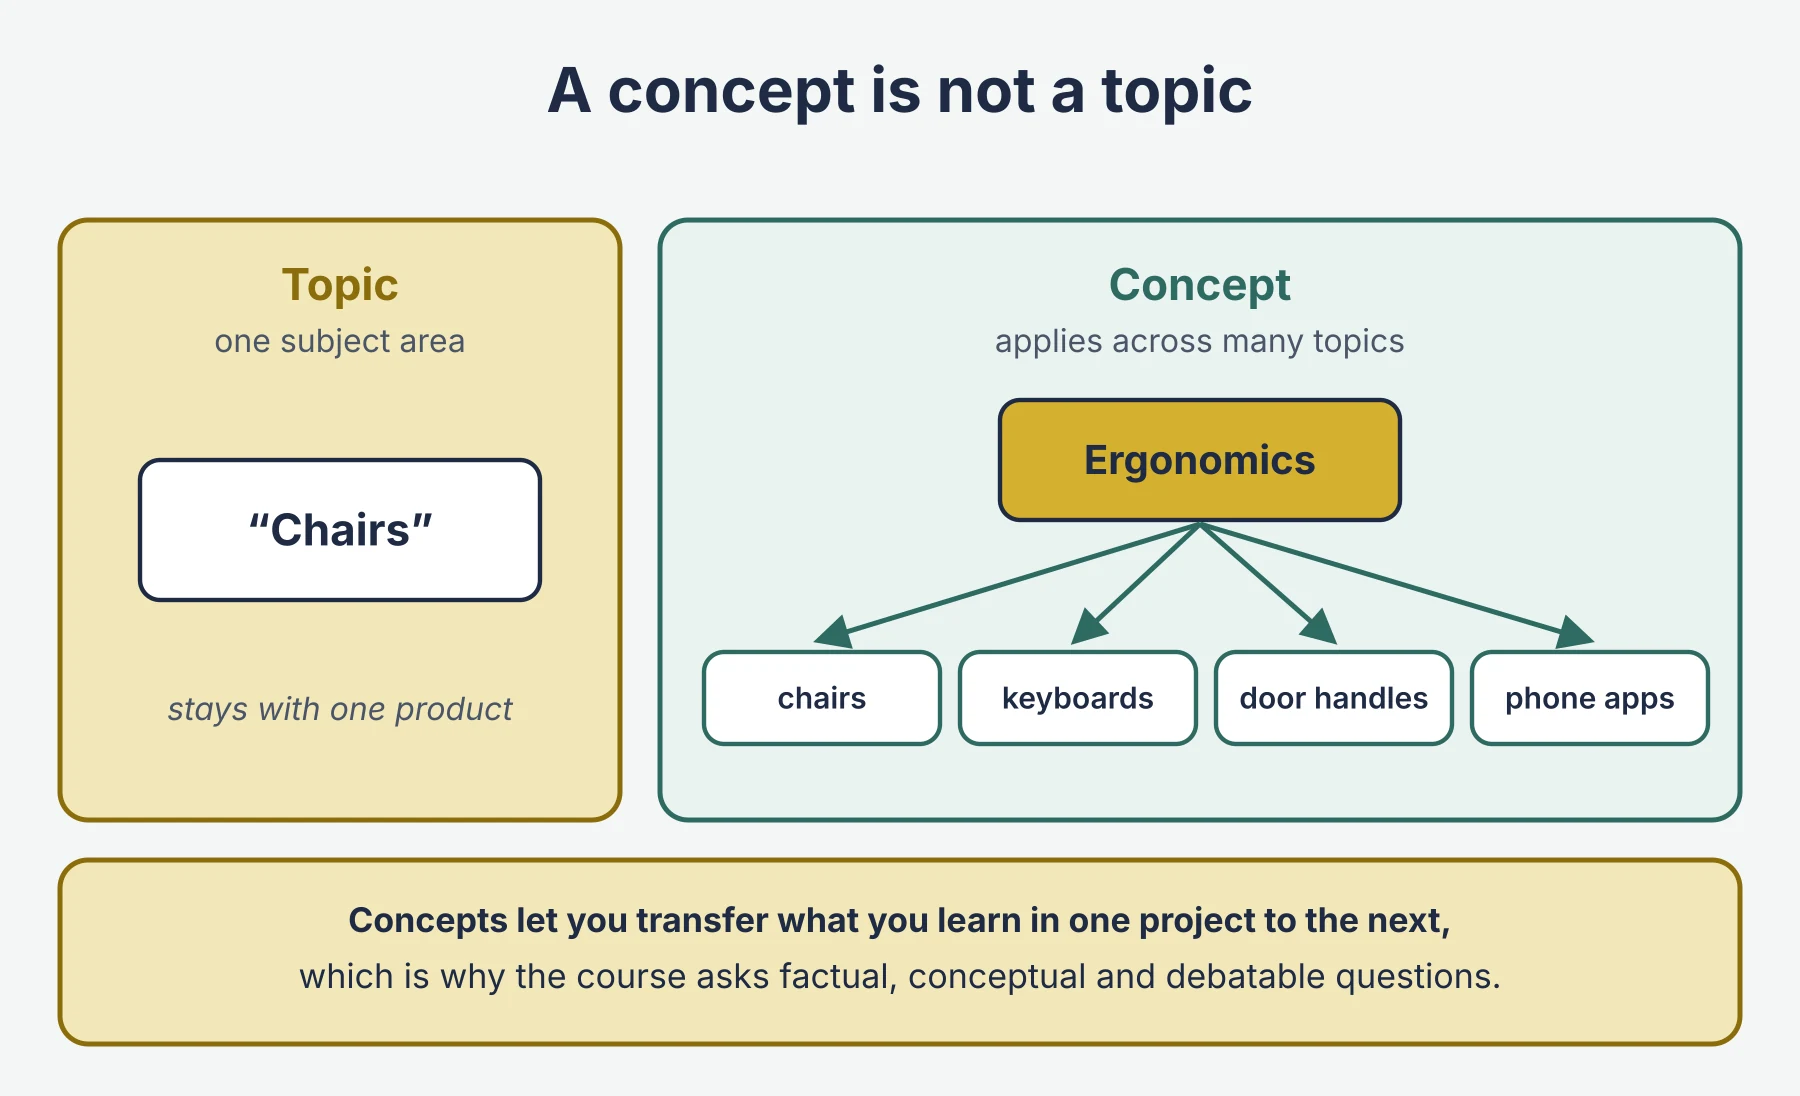 A concept is not a topic
Topic
one subject area
“Chairs”
stays with one product
Concept
applies across many topics
Ergonomics
chairs
keyboards
door handles
phone apps
Concepts let you transfer what you learn in one project to the next,
which is why the course asks factual, conceptual and debatable questions.